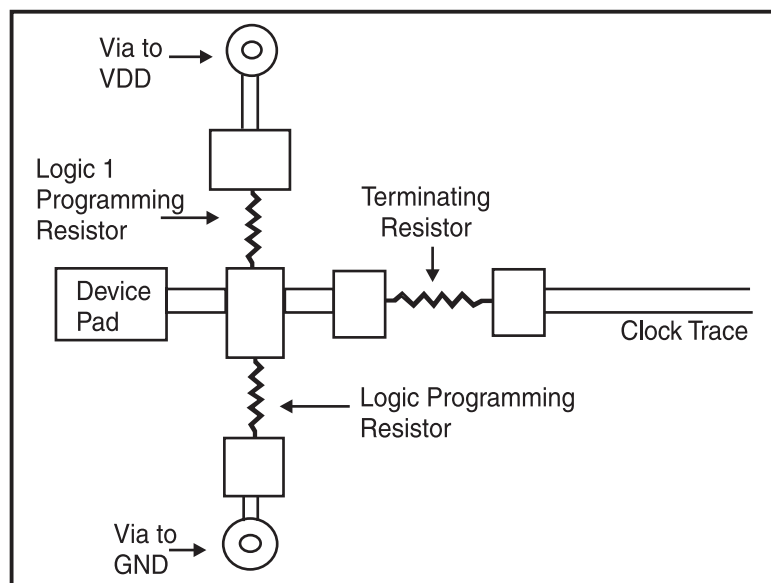 Via to
VDD
Logic 1
Programming
Resistor
Terminating
Resistor
Device
Pad
Clock Trace
Logic Programming
Resistor
Via to
GND